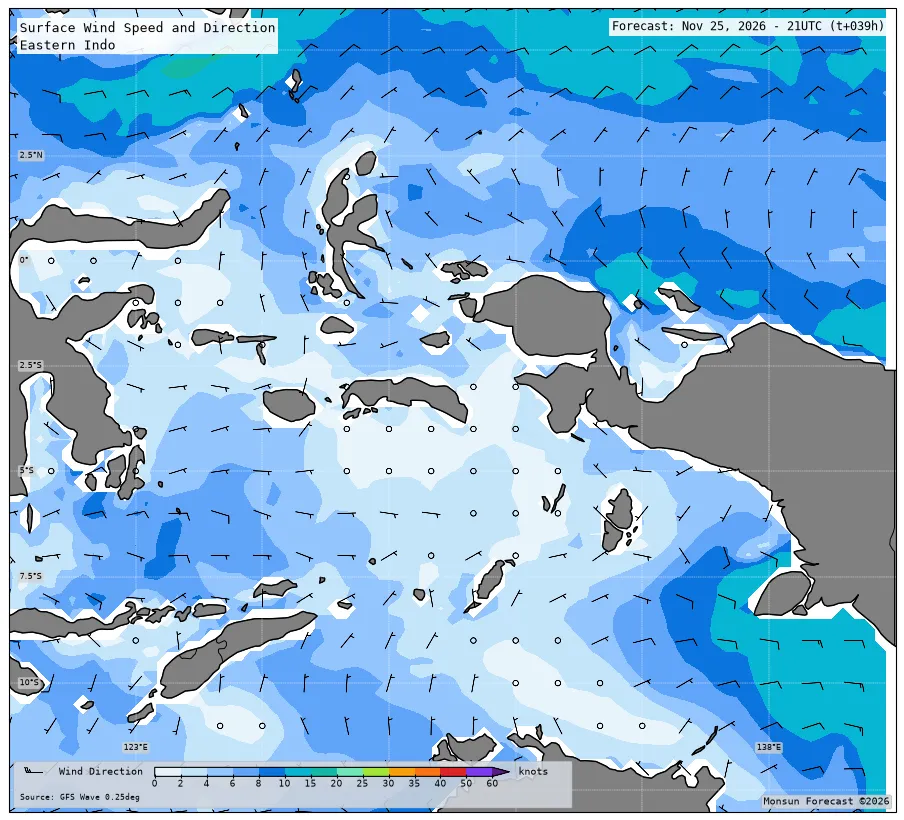 Surface Wind Speed and Direction
Eastern Indo
Forecast: Nov 25, 2026 - 21UTC (t+039h)
2.5°N
0°
2.5°S
5°S
7.5°S
10°S
123°E
138°E
Wind Direction
knots
0 2 4 6 8 10 15 20 25 30 35 40 50 60
Source: GFS Wave 0.25deg
Monsun Forecast ©2026